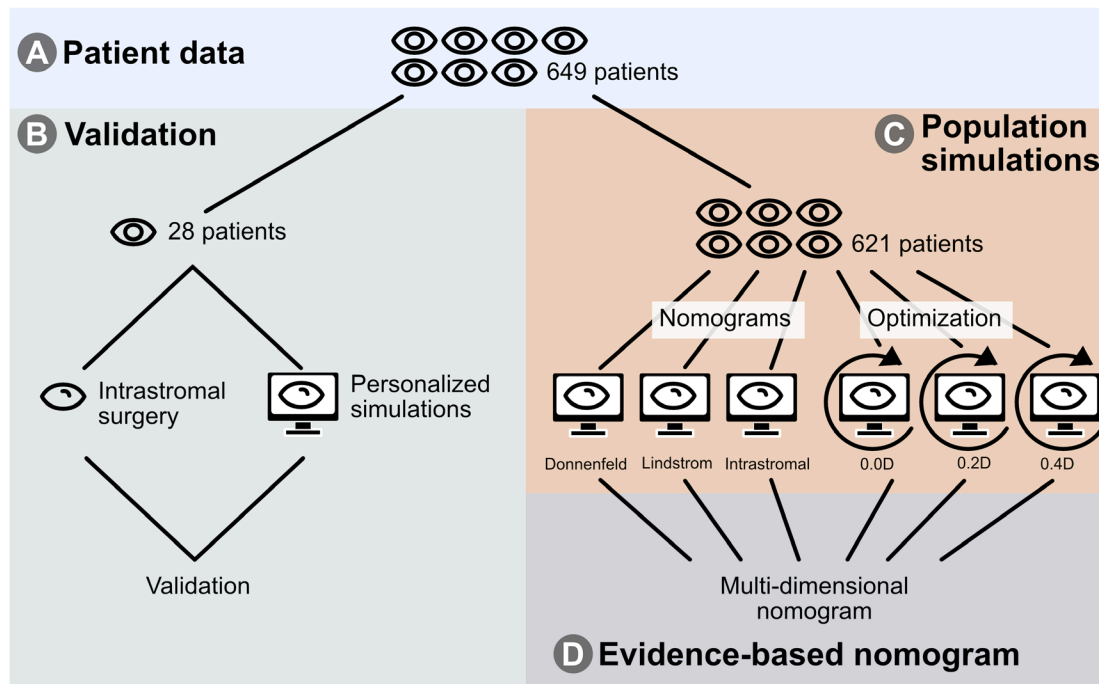 A Patient data
649 patients
B Validation
C Population
simulations
28 patients
621 patients
Nomograms
Optimization
Intrastromal
surgery
Personalized
simulations
Donnenfeld
Lindstrom
Intrastromal
0.0D
0.2D
0.4D
Validation
Multi-dimensional
nomogram
D Evidence-based nomogram